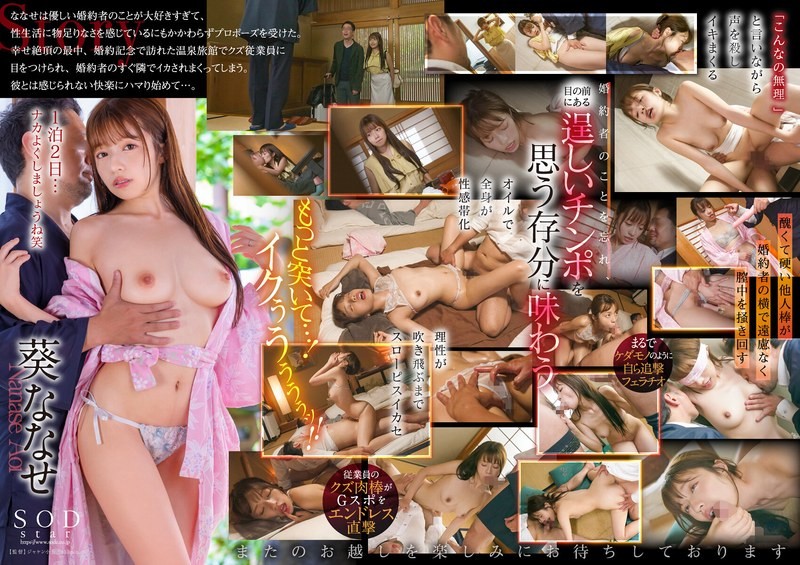 ななせは優しい婚約者のことが大好きすぎて、
性生活に物足りなさを感じているにもかかわらずプロポーズを受けた。
幸せ絶頂の最中、婚約記念で訪れた温泉旅館でクズ従業員に
目をつけられ、婚約者のすぐ隣でイカされまくってしまう。
彼とは感じられない快楽にハマり始めて…。
1泊2日…
ナカよくしましょうね笑
葵ななせ
Nanase Aoi
SOD
star
「こんなの無理」
と言いながら
声を殺し
イキまくる
婚約者のことを忘れ
目の前にある
逞しいチンポを
思う存分に味わう
オイルで
全身が
性感帯化
もっと突いて…!!
イクぅうぅぅぅッ!!
醜くて硬い他人棒が
婚約者の横で遠慮なく
膣中を掻き回す
まるで
ケダモノのように
自ら追撃
フェラチオ
理性が
吹き飛ぶまで
スローピスイカセ
従業員の
クズ肉棒が
Gスポを
エンドレス
直撃
またのお越しを楽しみにお待ちしております